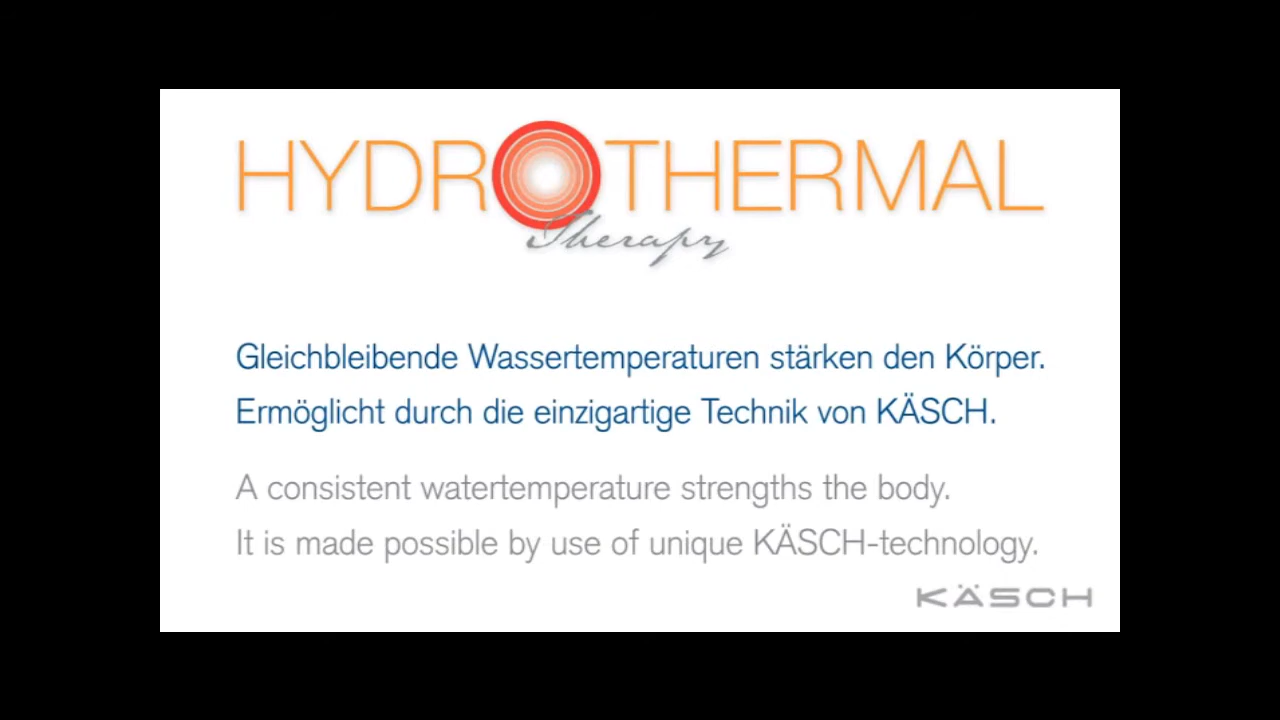 HYDROTHERMAL
Therapy
Gleichbleibende Wassertemperaturen stärken den Körper.
Ermöglicht durch die einzigartige Technik von KÄSCH.
A consistent watertemperature strengths the body.
It is made possible by use of unique KÄSCH-technology.
KÄSCH